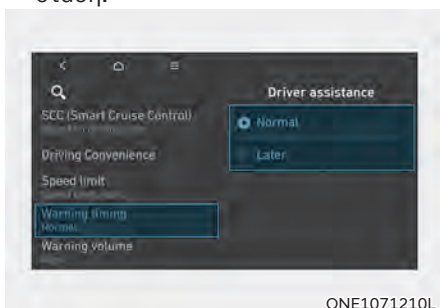 Driver assistance
SCC (Smart Cruise Control)
Normal
Driving Convenience
Later
Speed limit
Warning timing
Normal
Warning volume
ONE1071210L